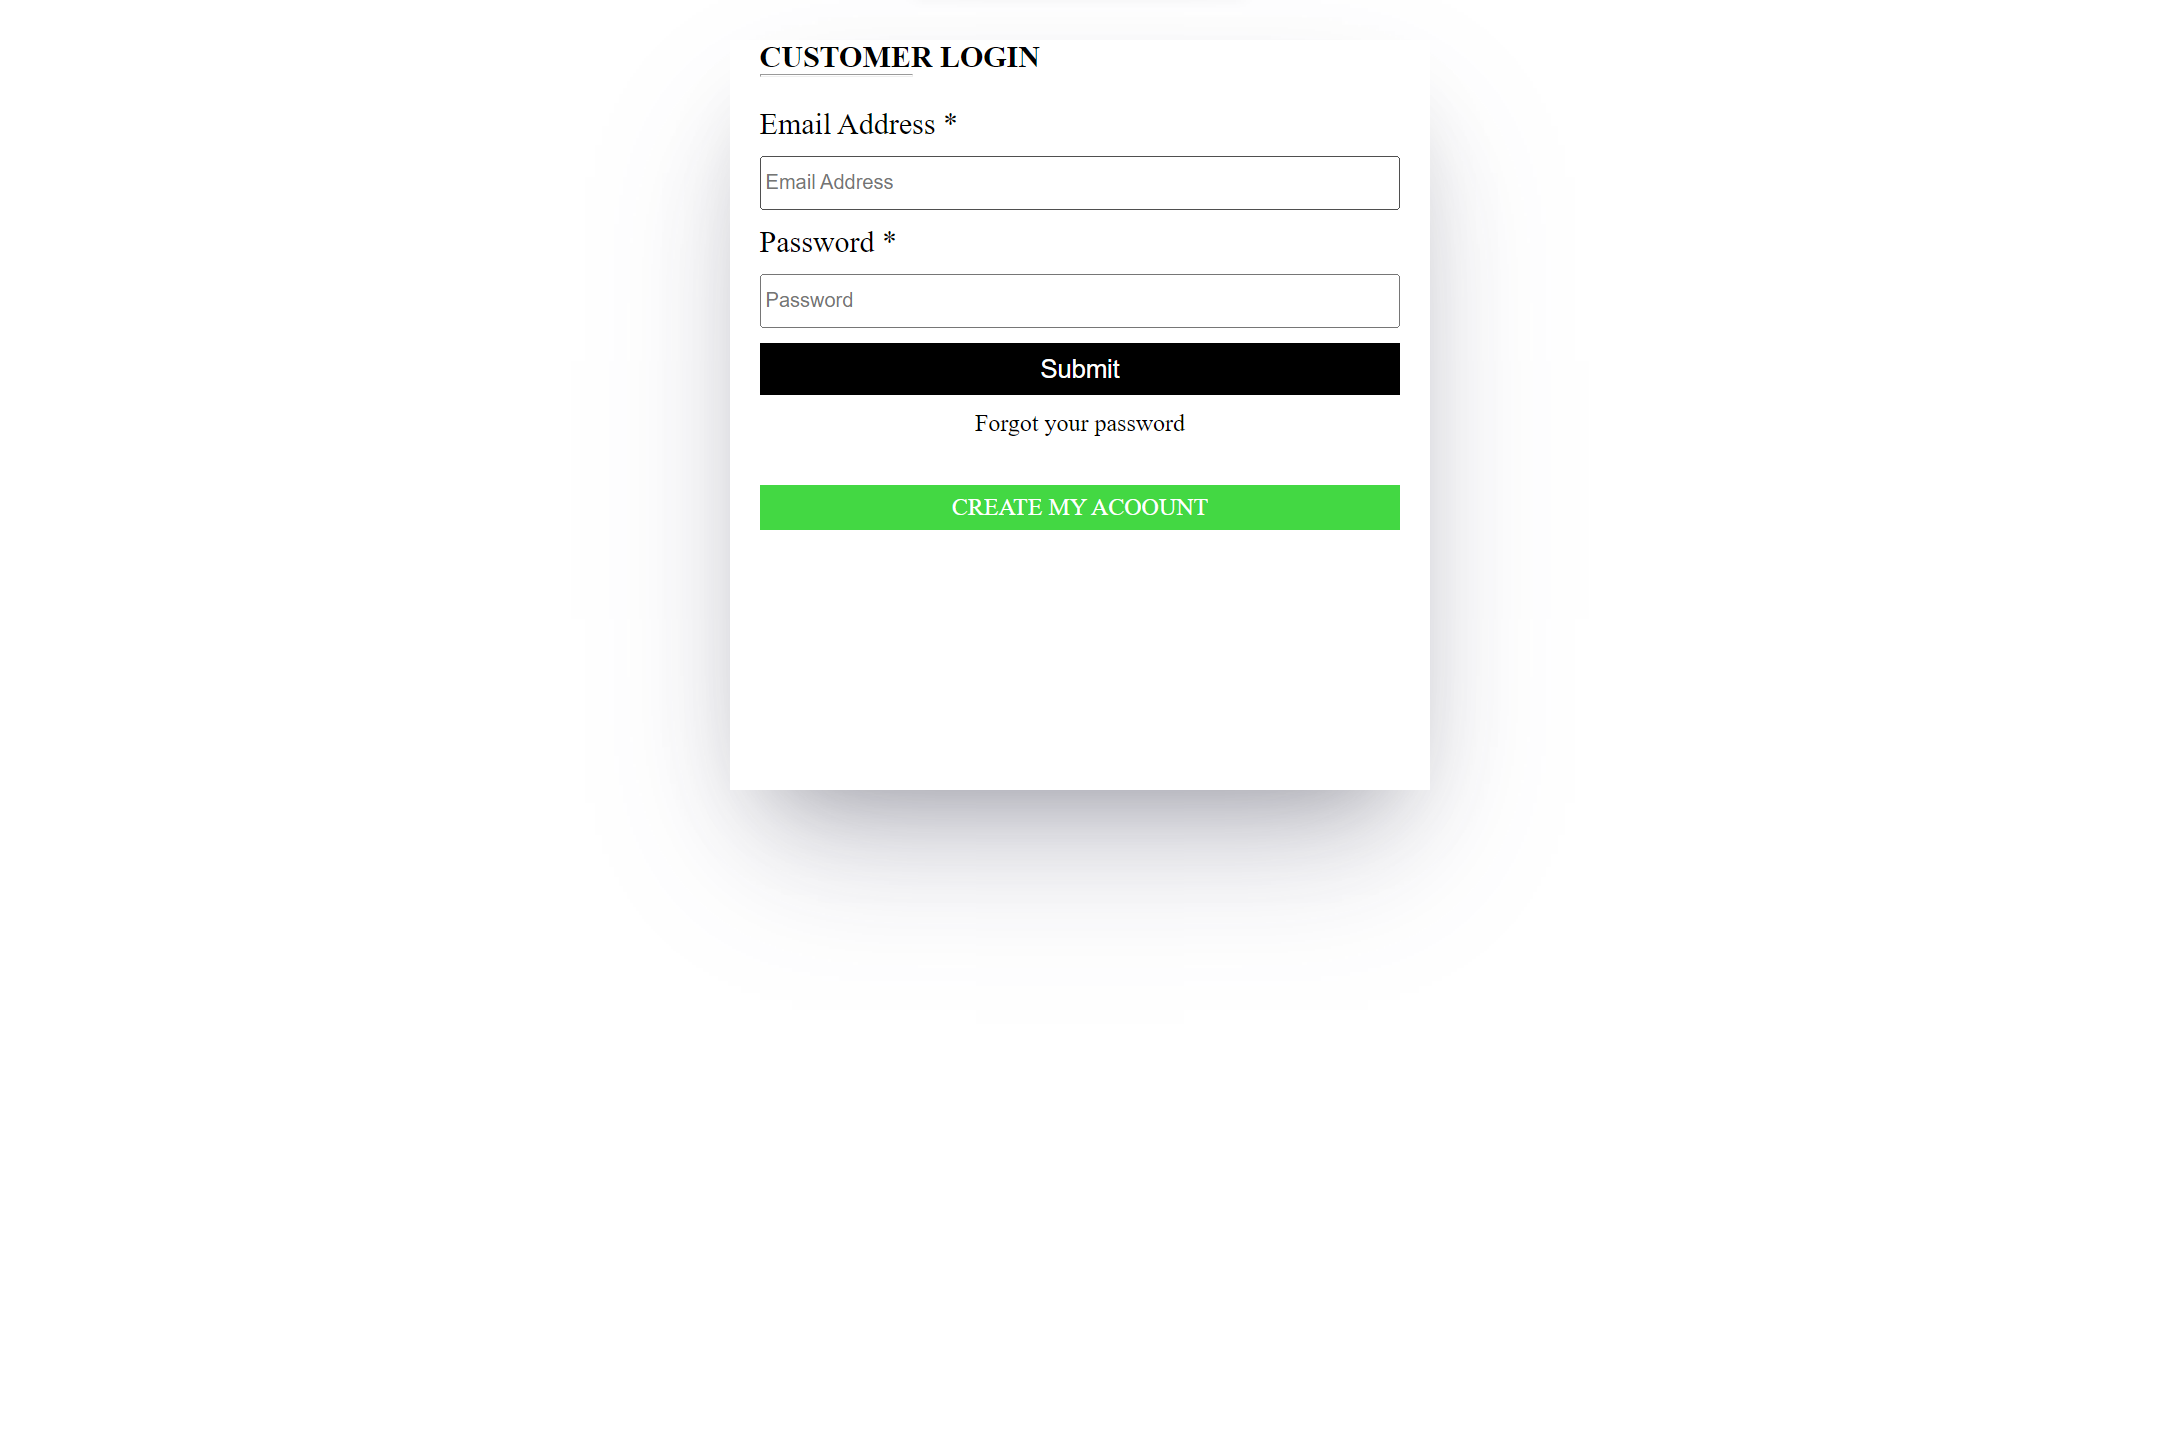 CUSTOMER LOGIN
Email Address *
Email Address
Password *
Password
Submit
Forgot your password
CREATE MY ACOOUNT